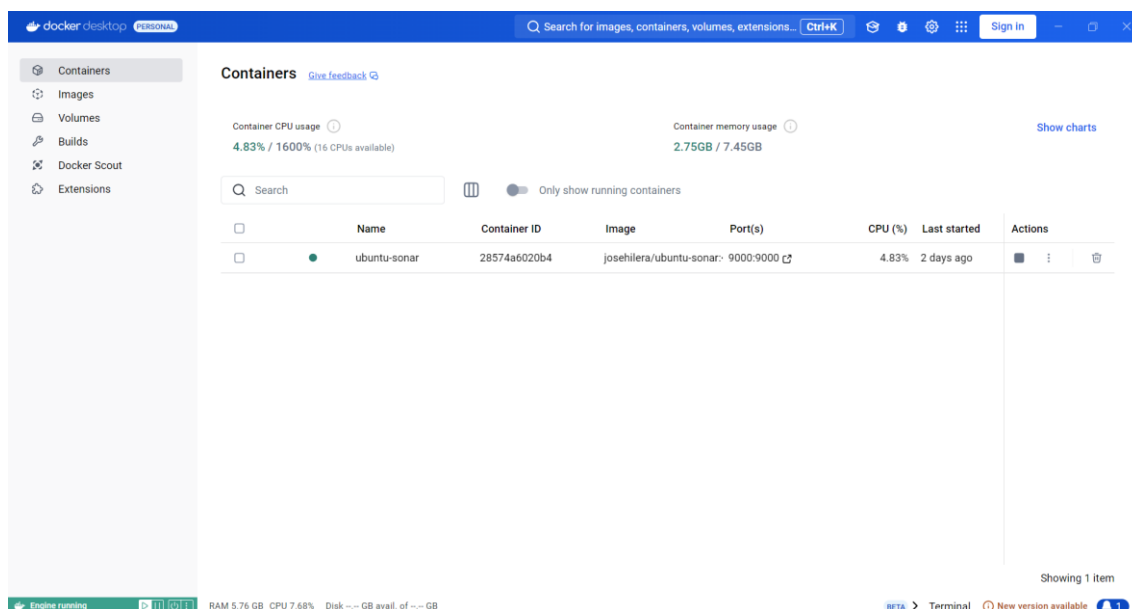 docker desktop PERSONAL Search for images, containers, volumes, extensions... Ctrl+K Sign in
Containers
Images
Volumes
Builds
Docker Scout
Extensions
Containers Give feedback
Container CPU usage
4.83% / 1600% (16 CPUs available)
Container memory usage
2.75GB / 7.45GB
Show charts
Search Only show running containers
Name Container ID Image Port(s) CPU (%) Last started Actions
ubuntu-sonar 28574a6020b4 josehilera/ubuntu-sonar: 9000:9000 4.83% 2 days ago
Showing 1 item
Engine running RAM 5.76 GB CPU 7.68% Disk --.-- GB avail. of --.-- GB BETA Terminal New version available 1